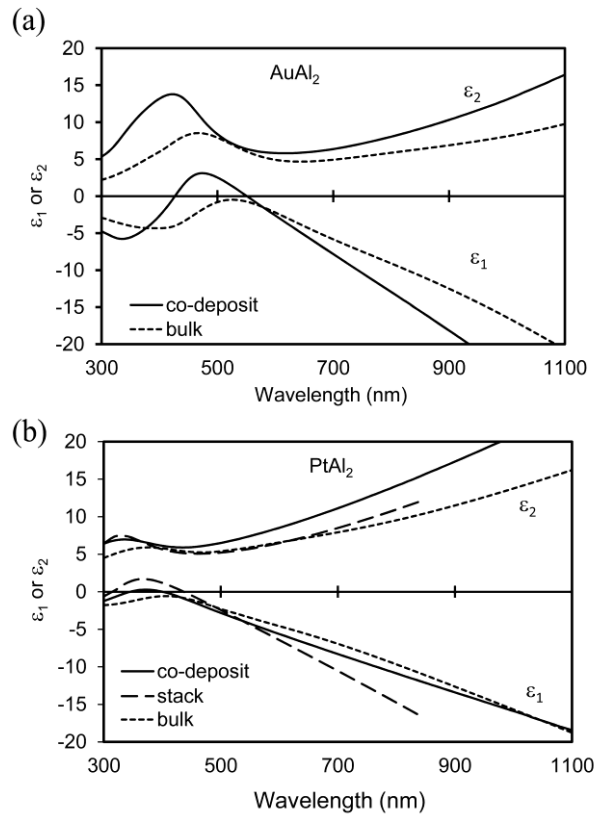 (a)
20
15
10
5
0
-5
-10
-15
-20
AuAl₂
ε₂
ε₁
co-deposit
bulk
300 500 700 900 1100
Wavelength (nm)
ε₁ or ε₂
(b)
20
15
10
5
0
-5
-10
-15
-20
PtAl₂
ε₂
ε₁
co-deposit
stack
bulk
300 500 700 900 1100
Wavelength (nm)
ε₁ or ε₂